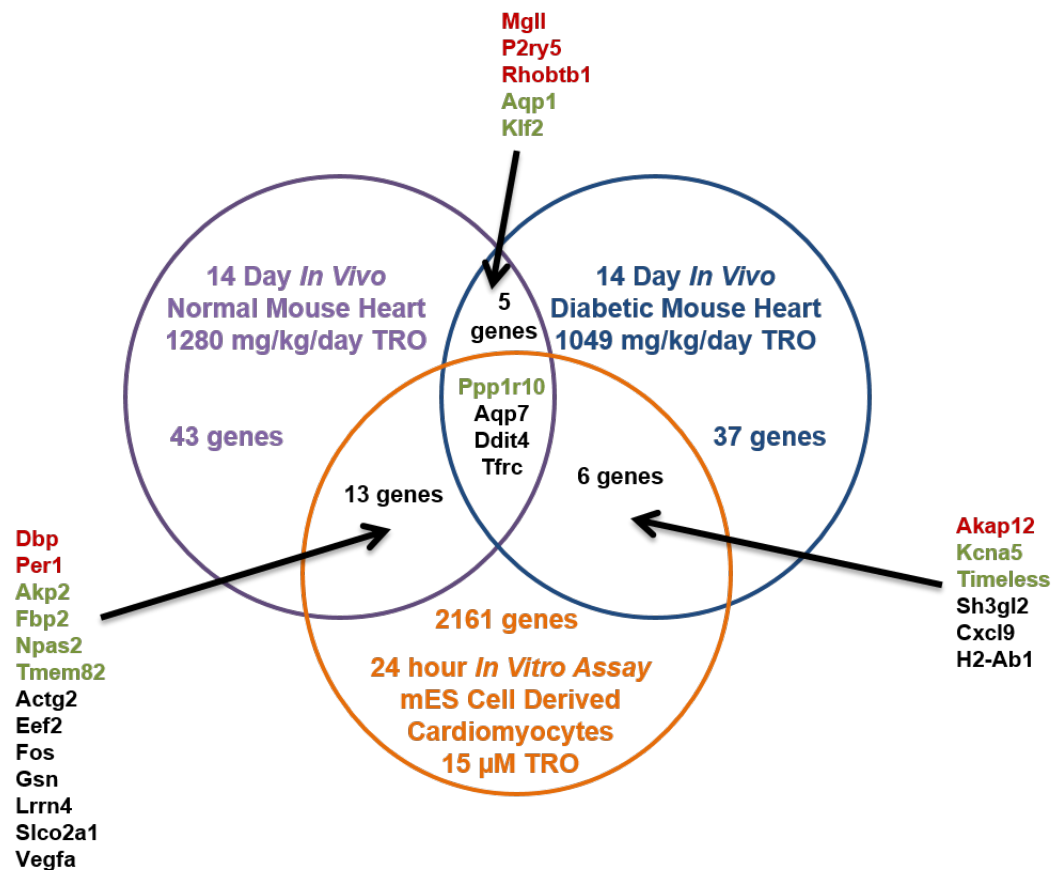 Mgll
P2ry5
Rhobtb1
Aqp1
Klf2
14 Day In Vivo
Normal Mouse Heart
1280 mg/kg/day TRO
43 genes
5
genes
14 Day In Vivo
Diabetic Mouse Heart
1049 mg/kg/day TRO
37 genes
Ppp1r10
Aqp7
Ddit4
Tfrc
13 genes
6 genes
Dbp
Per1
Akp2
Fbp2
Npas2
Tmem82
Actg2
Eef2
Fos
Gsn
Lrrn4
Slco2a1
Vegfa
2161 genes
24 hour In Vitro Assay
mES Cell Derived
Cardiomyocytes
15 µM TRO
Akap12
Kcna5
Timeless
Sh3gl2
Cxcl9
H2-Ab1